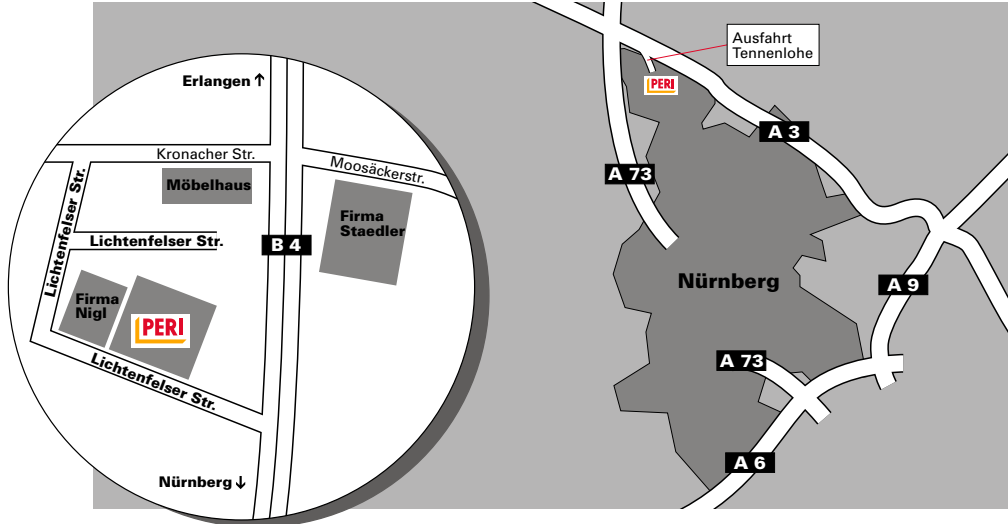 Erlangen ↑
Kronacher Str.
Moosäckerstr.
Möbelhaus
Lichtenfelser Str.
Firma
Staedler
Lichtenfelser Str.
B 4
Firma
Nigl
PERI
Lichtenfelser Str.
Nürnberg ↓
Ausfahrt
Tennenlohe
PERI
A 3
A 73
Nürnberg
A 9
A 73
A 6